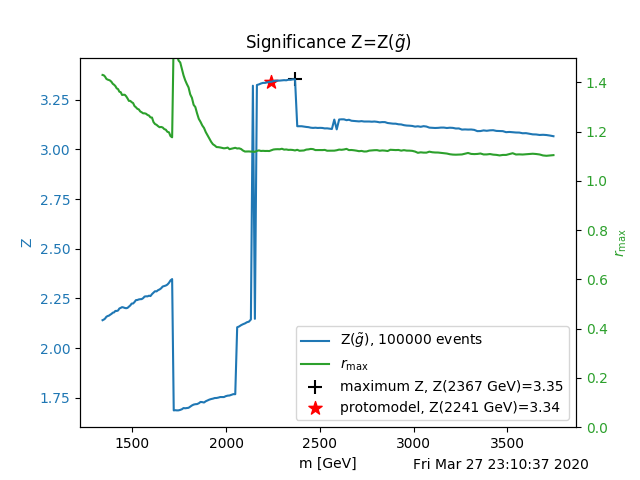 Significance Z=Z(g̃)
3.25
3.00
2.75
2.50
2.25
2.00
1.75
Z
1.4
1.2
1.0
0.8
0.6
0.4
0.2
0.0
r_max
Z(g̃), 100000 events
r_max
maximum Z, Z(2367 GeV)=3.35
protomodel, Z(2241 GeV)=3.34
1500 2000 2500 3000 3500
m [GeV]
Fri Mar 27 23:10:37 2020